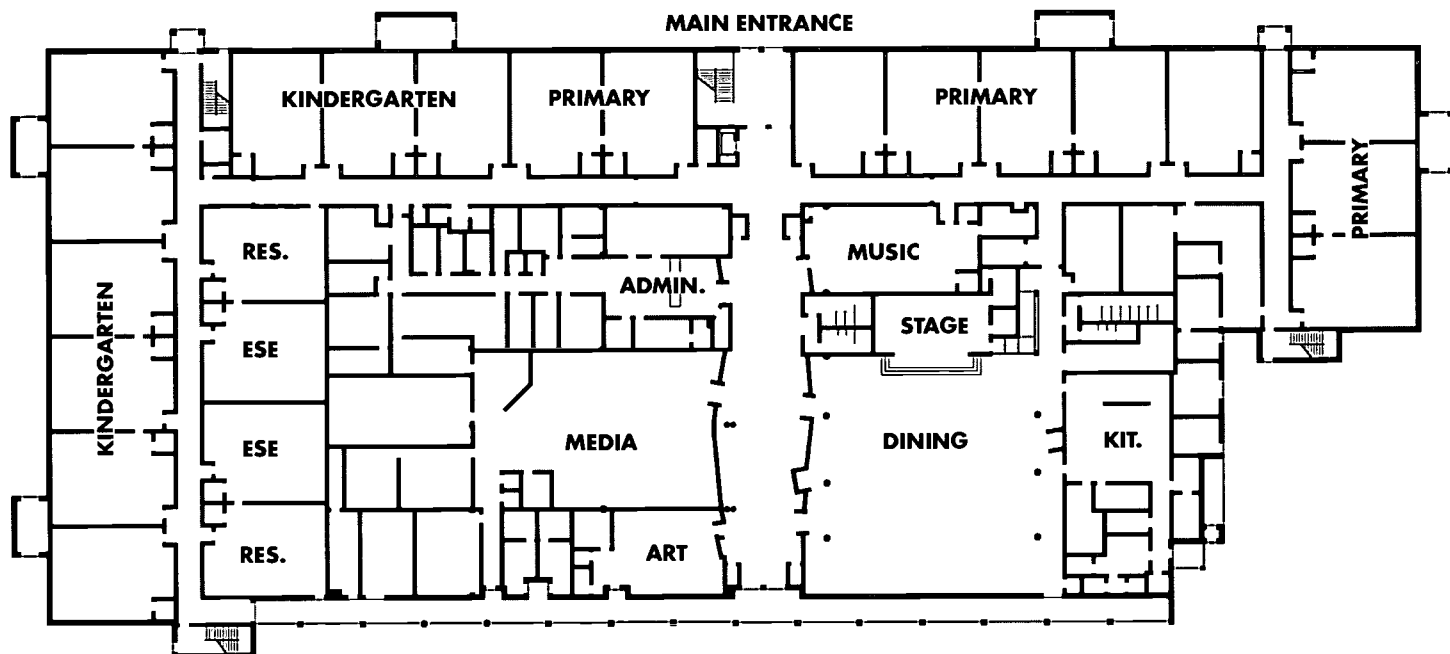 MAIN ENTRANCE
KINDERGARTEN
PRIMARY
PRIMARY
PRIMARY
RES.
MUSIC
ADMIN.
STAGE
ESE
KINDERGARTEN
ESE
MEDIA
DINING
KIT.
RES.
ART